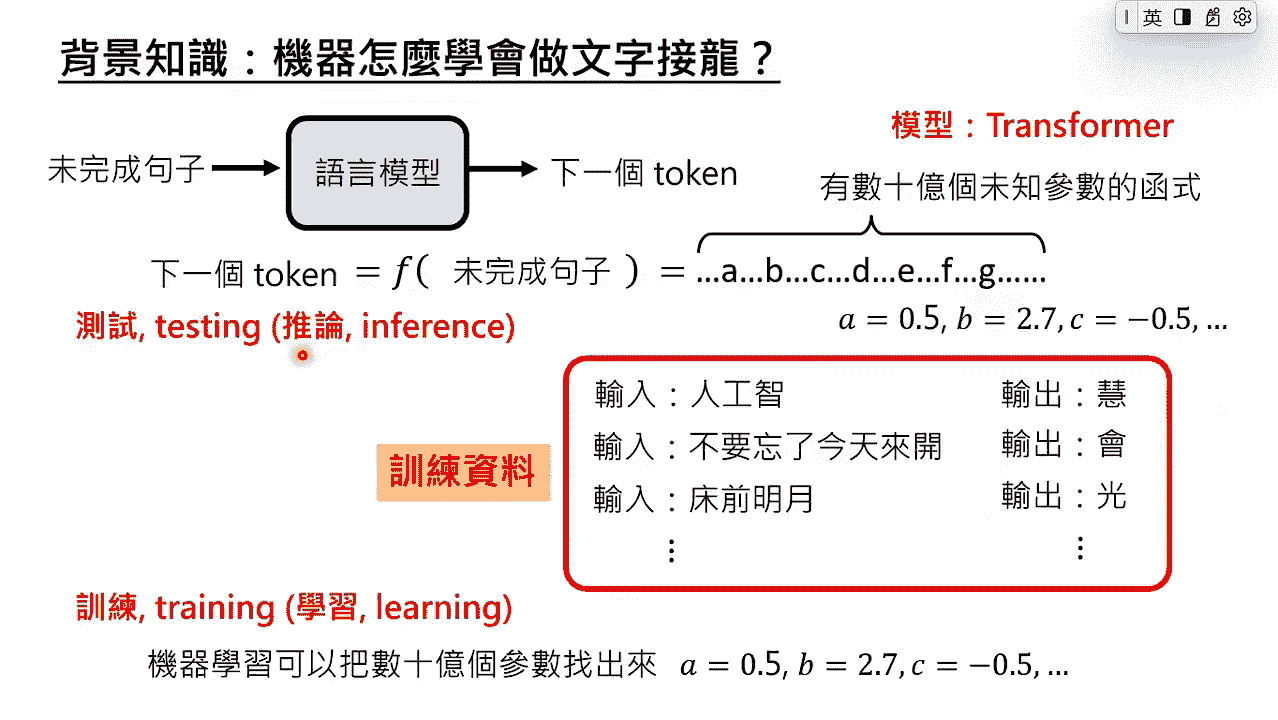 英
背景知識：機器怎麼學會做文字接龍？
模型：Transformer
未完成句子 語言模型 下一個 token
有數十億個未知參數的函式
下一個 token = f( 未完成句子 ) = …a…b…c…d…e…f…g……
測試, testing (推論, inference)
a = 0.5, b = 2.7, c = −0.5, …
輸入：人工智 輸出：慧
輸入：不要忘了今天來開 輸出：會
訓練資料
輸入：床前明月 輸出：光
⋮ ⋮
訓練, training (學習, learning)
機器學習可以把數十億個參數找出來 a = 0.5, b = 2.7, c = −0.5, …